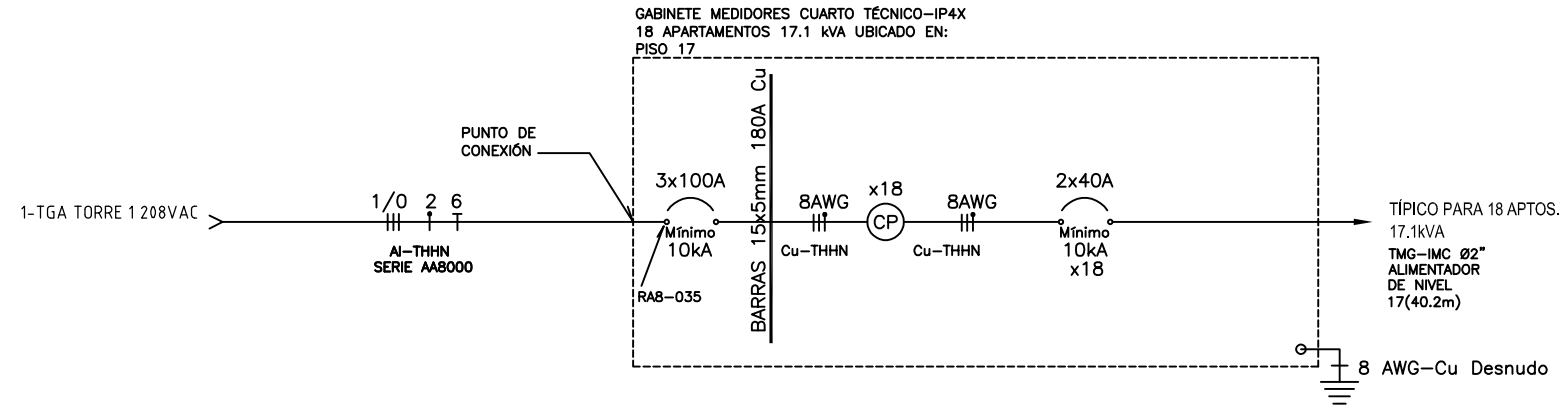 GABINETE MEDIDORES CUARTO TÉCNICO-IP4X
18 APARTAMENTOS 17.1 kVA UBICADO EN:
PISO 17
PUNTO DE
CONEXIÓN
1-TGA TORRE 1 208VAC
1/0 2 6
Al-THHN
SERIE AA8000
3x100A
Mínimo
10kA
RA8-035
BARRAS 15x5mm 180A Cu
8AWG
Cu-THHN
x18
CP
8AWG
Cu-THHN
2x40A
Mínimo
10kA
x18
TÍPICO PARA 18 APTOS.
17.1kVA
TMG-IMC Ø2"
ALIMENTADOR
DE NIVEL
17(40.2m)
8 AWG-Cu Desnudo